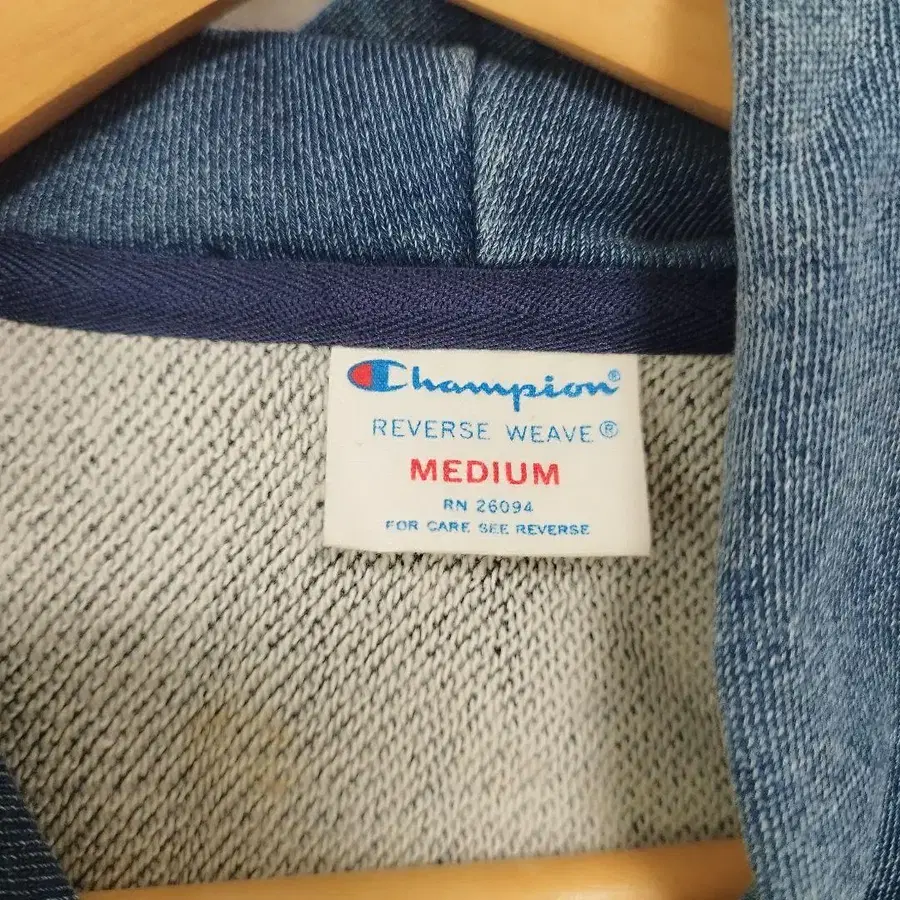 Champion®
REVERSE WEAVE®
MEDIUM
RN 26094
FOR CARE SEE REVERSE